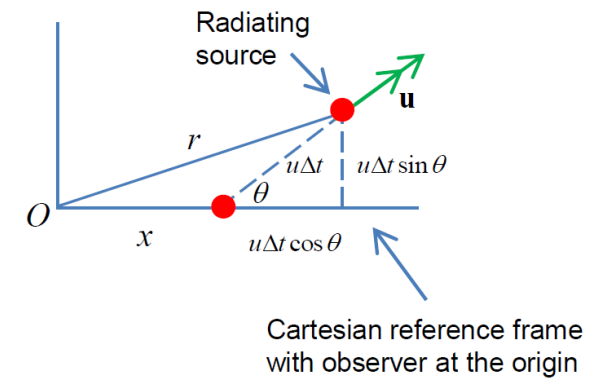 Radiating
source
u
r
uΔt
uΔt sin θ
θ
O
x
uΔt cos θ
Cartesian reference frame
with observer at the origin